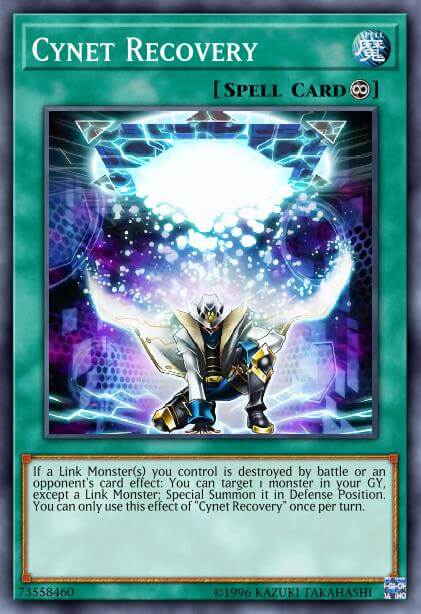 Cynet Recovery
SPELL
魔
[Spell Card]
If a Link Monster(s) you control is destroyed by battle or an
opponent's card effect: You can target 1 monster in your GY,
except a Link Monster; Special Summon it in Defense Position.
You can only use this effect of "Cynet Recovery" once per turn.
73558460
©1996 KAZUKI TAKAHASHI